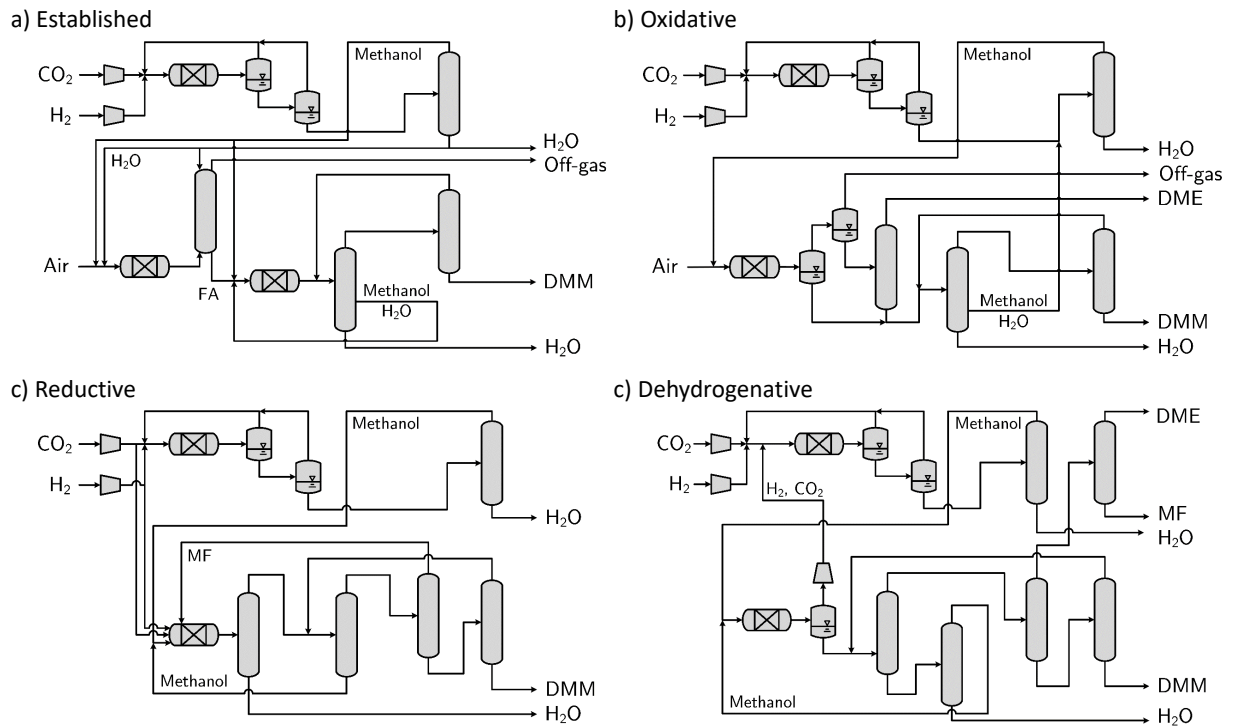 a) Established
CO₂
H₂
Methanol
H₂O
H₂O
Off-gas
Air
FA
Methanol
H₂O
DMM
H₂O
b) Oxidative
CO₂
H₂
Methanol
H₂O
Off-gas
DME
Air
Methanol
H₂O
DMM
H₂O
c) Reductive
CO₂
H₂
Methanol
H₂O
MF
Methanol
DMM
H₂O
c) Dehydrogenative
CO₂
H₂
Methanol
DME
H₂, CO₂
MF
H₂O
Methanol
DMM
H₂O